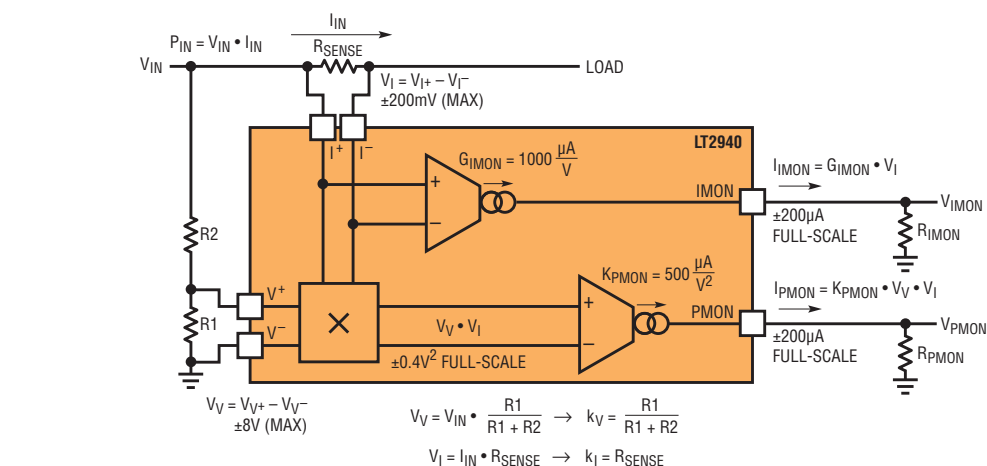 I_IN
P_IN = V_IN • I_IN
R_SENSE
V_IN
LOAD
V_I = V_I+ – V_I–
±200mV (MAX)
LT2940
I+
I–
G_IMON = 1000 µA/V
+
–
IMON
I_IMON = G_IMON • V_I
±200µA
FULL-SCALE
V_IMON
R_IMON
R2
K_PMON = 500 µA/V²
V+
V–
×
V_V • V_I
±0.4V² FULL-SCALE
+
–
PMON
I_PMON = K_PMON • V_V • V_I
±200µA
FULL-SCALE
V_PMON
R_PMON
R1
V_V = V_V+ – V_V–
±8V (MAX)
V_V = V_IN • R1/(R1 + R2) → k_V = R1/(R1 + R2)
V_I = I_IN • R_SENSE → k_I = R_SENSE